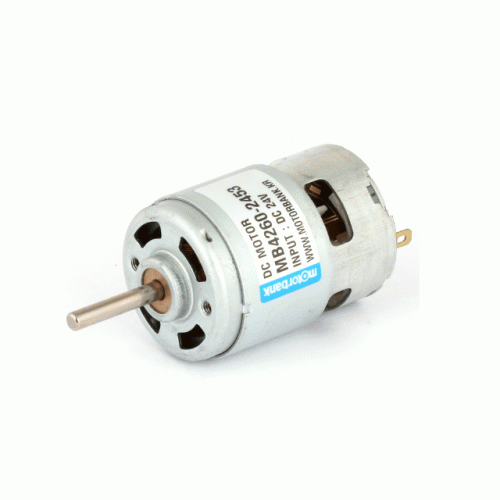 DC MOTOR
MB4260-2453
INPUT : DC 24V
WWW.MOTORBANK.KR
motorbank